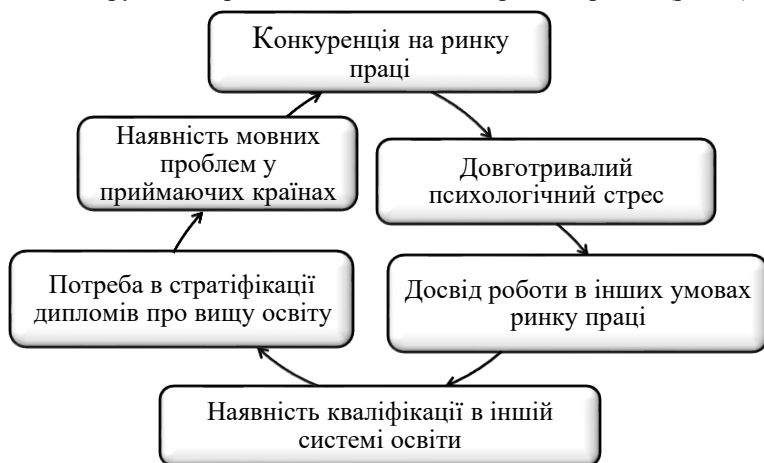 Конкуренція на ринку
праці
Наявність мовних
проблем у
приймаючих країнах
Довготривалий
психологічний стрес
Потреба в стратифікації
дипломів про вищу освіту
Досвід роботи в інших умовах
ринку праці
Наявність кваліфікації в іншій
системі освіти